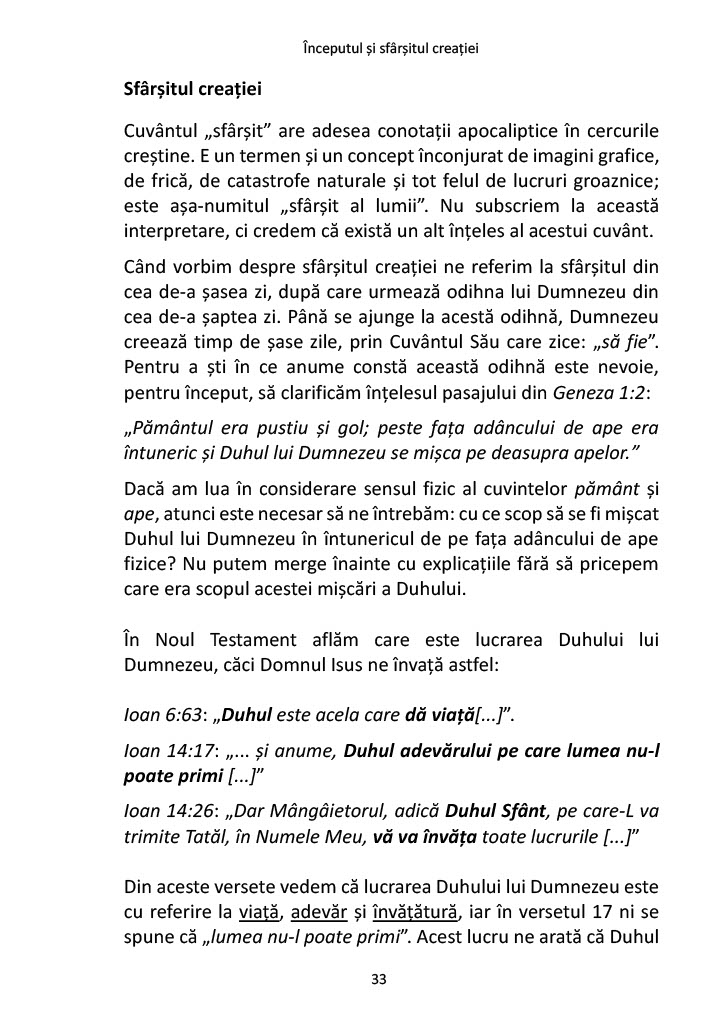 Începutul și sfârșitul creației
Sfârșitul creației
Cuvântul „sfârșit” are adesea conotații apocaliptice în cercurile
creștine. E un termen și un concept înconjurat de imagini grafice,
de frică, de catastrofe naturale și tot felul de lucruri groaznice;
este așa-numitul „sfârșit al lumii”. Nu subscriem la această
interpretare, ci credem că există un alt înțeles al acestui cuvânt.
Când vorbim despre sfârșitul creației ne referim la sfârșitul din
cea de-a șasea zi, după care urmează odihna lui Dumnezeu din
cea de-a șaptea zi. Până se ajunge la acestă odihnă, Dumnezeu
creează timp de șase zile, prin Cuvântul Său care zice: „să fie”.
Pentru a ști în ce anume constă această odihnă este nevoie,
pentru început, să clarificăm înțelesul pasajului din Geneza 1:2:
„Pământul era pustiu și gol; peste fața adâncului de ape era
întuneric și Duhul lui Dumnezeu se mișca pe deasupra apelor.”
Dacă am lua în considerare sensul fizic al cuvintelor pământ și
ape, atunci este necesar să ne întrebăm: cu ce scop să se fi mișcat
Duhul lui Dumnezeu în întunericul de pe fața adâncului de ape
fizice? Nu putem merge înainte cu explicațiile fără să pricepem
care era scopul acestei mișcări a Duhului.
În Noul Testament aflăm care este lucrarea Duhului lui
Dumnezeu, căci Domnul Isus ne învață astfel:
Ioan 6:63: „Duhul este acela care dă viață[...]”.
Ioan 14:17: „... și anume, Duhul adevărului pe care lumea nu-l
poate primi [...]”
Ioan 14:26: „Dar Mângâietorul, adică Duhul Sfânt, pe care-L va
trimite Tatăl, în Numele Meu, vă va învăța toate lucrurile [...]”
Din aceste versete vedem că lucrarea Duhului lui Dumnezeu este
cu referire la viață, adevăr și învățătură, iar în versetul 17 ni se
spune că „lumea nu-l poate primi”. Acest lucru ne arată că Duhul
33